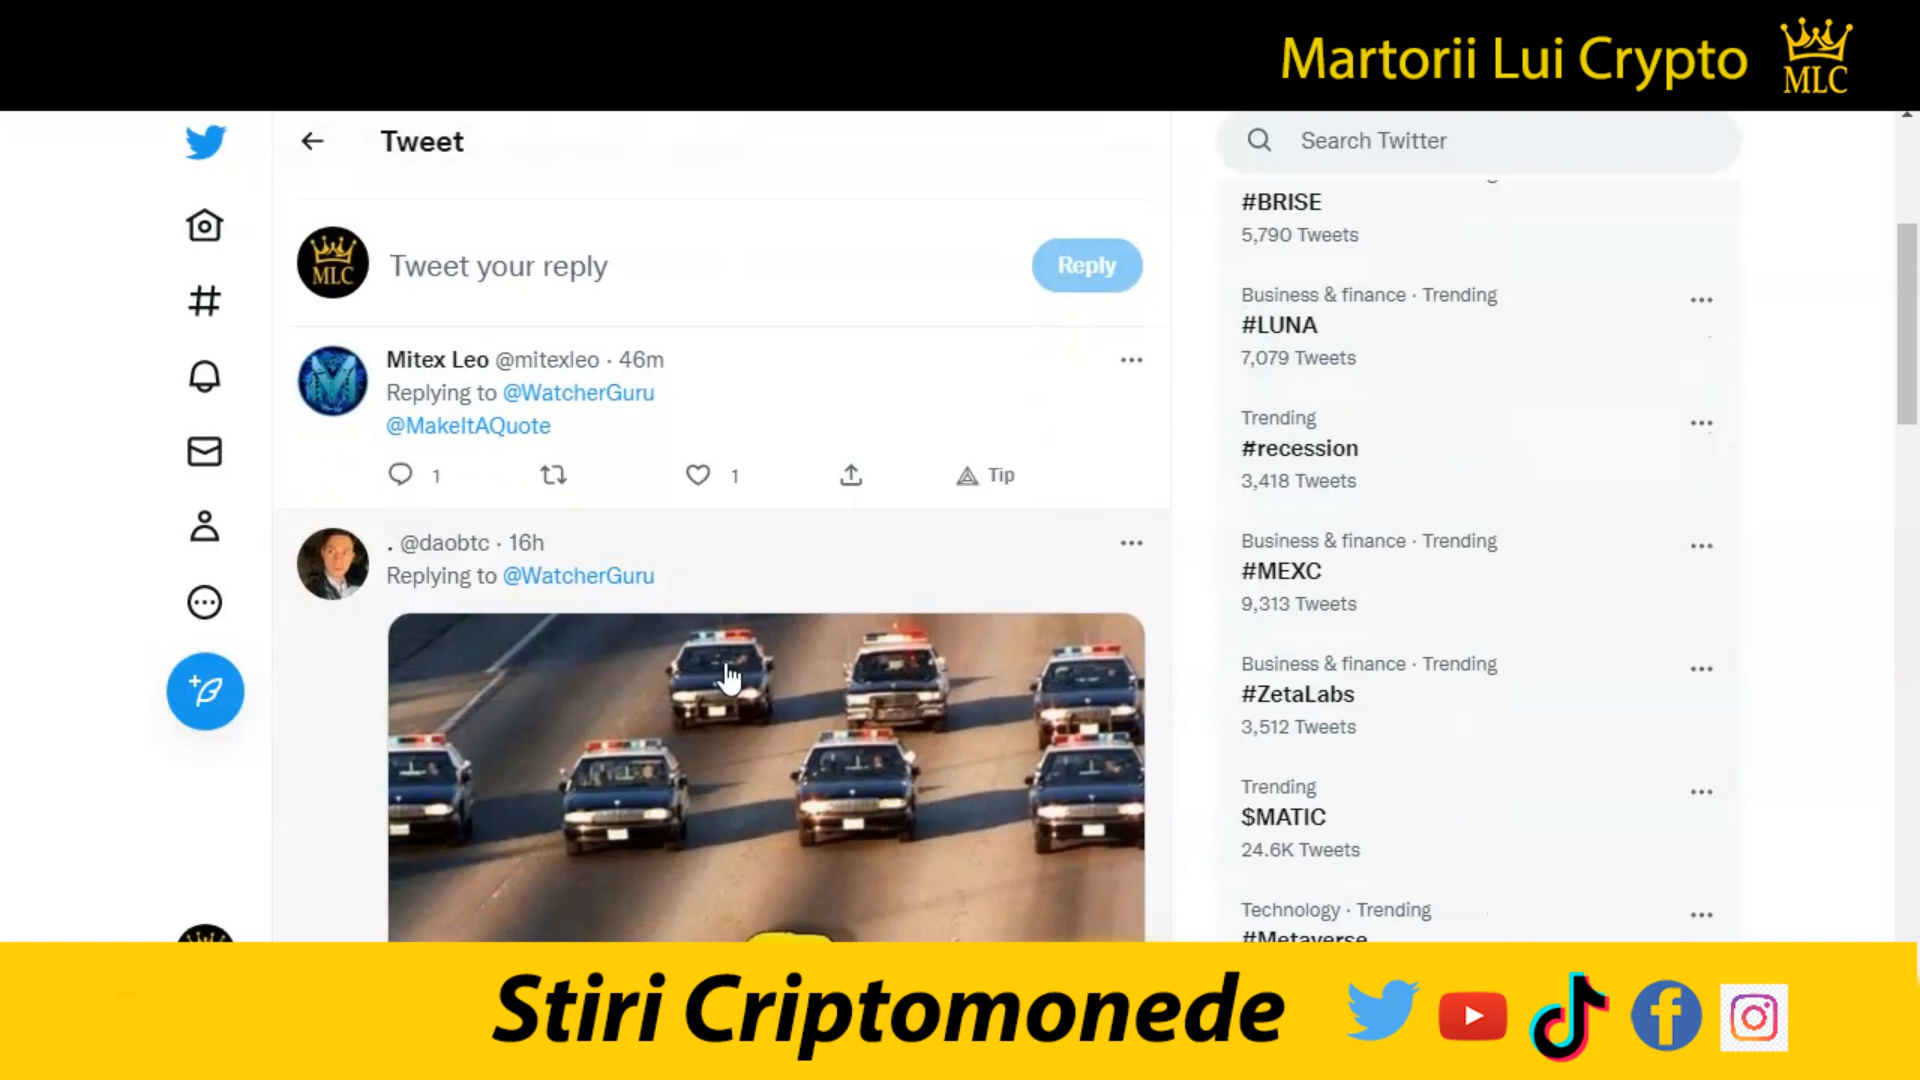 Martorii Lui Crypto
MLC
Tweet
Search Twitter
MLC
Tweet your reply
Reply
Mitex Leo @mitexleo · 46m
Replying to @WatcherGuru
@MakeItAQuote
1
1
Tip
. @daobtc · 16h
Replying to @WatcherGuru
#BRISE
5,790 Tweets
Business & finance · Trending
#LUNA
7,079 Tweets
Trending
#recession
3,418 Tweets
Business & finance · Trending
#MEXC
9,313 Tweets
Business & finance · Trending
#ZetaLabs
3,512 Tweets
Trending
$MATIC
24.6K Tweets
Technology · Trending
#Metaverse
Stiri Criptomonede